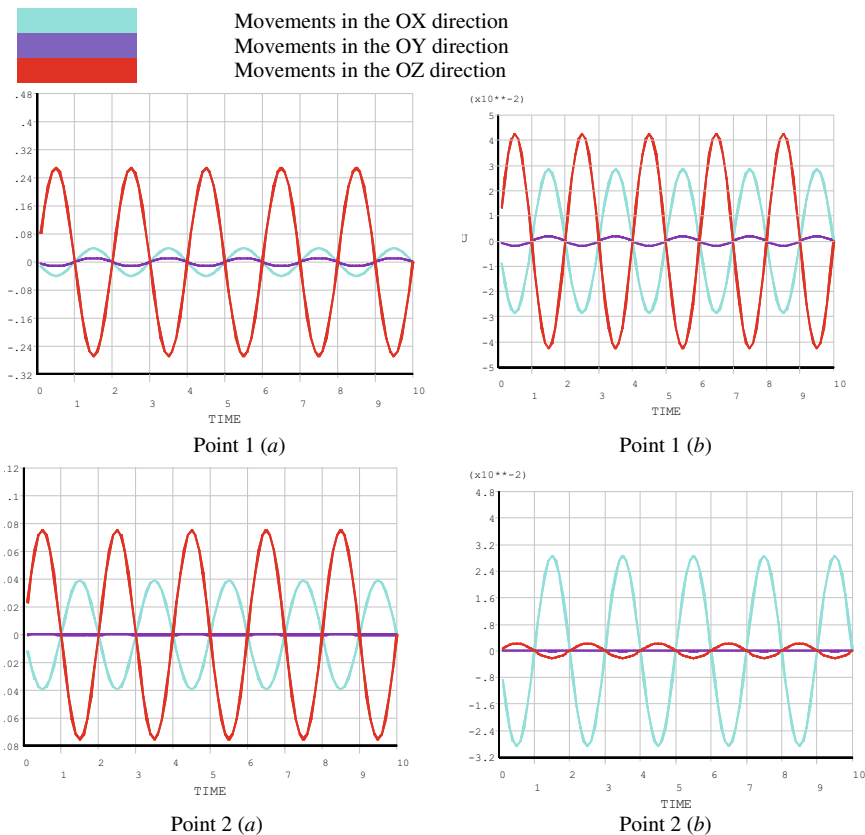 Movements in the OX direction
Movements in the OY direction
Movements in the OZ direction
.48
.4
.32
.24
.16
.08
0
-.08
-.16
-.24
-.32
0 2 4 6 8 10
1 3 5 7 9
TIME
Point 1 (a)
(x10**-2)
5
4
3
2
1
0
-1
-2
-3
-4
-5
0 2 4 6 8 10
1 3 5 7 9
TIME
Point 1 (b)
.12
.1
.08
.06
.04
.02
0
.02
.04
.06
.08
0 2 4 6 8 10
1 3 5 7 9
TIME
Point 2 (a)
(x10**-2)
4.8
4
3.2
2.4
1.6
.8
0
-.8
-1.6
-2.4
-3.2
0 2 4 6 8 10
1 3 5 7 9
TIME
Point 2 (b)